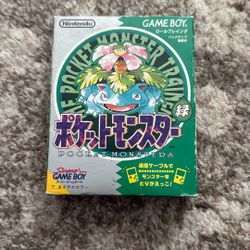 Nintendo
GAME BOY
ロールプレイング
THE POCKET MONSTER TRAINER
緑
ポケットモンスター
POCKET MONSTERS
Super
GAME BOY
通信ケーブルで
モンスターを
とりかえっこ!